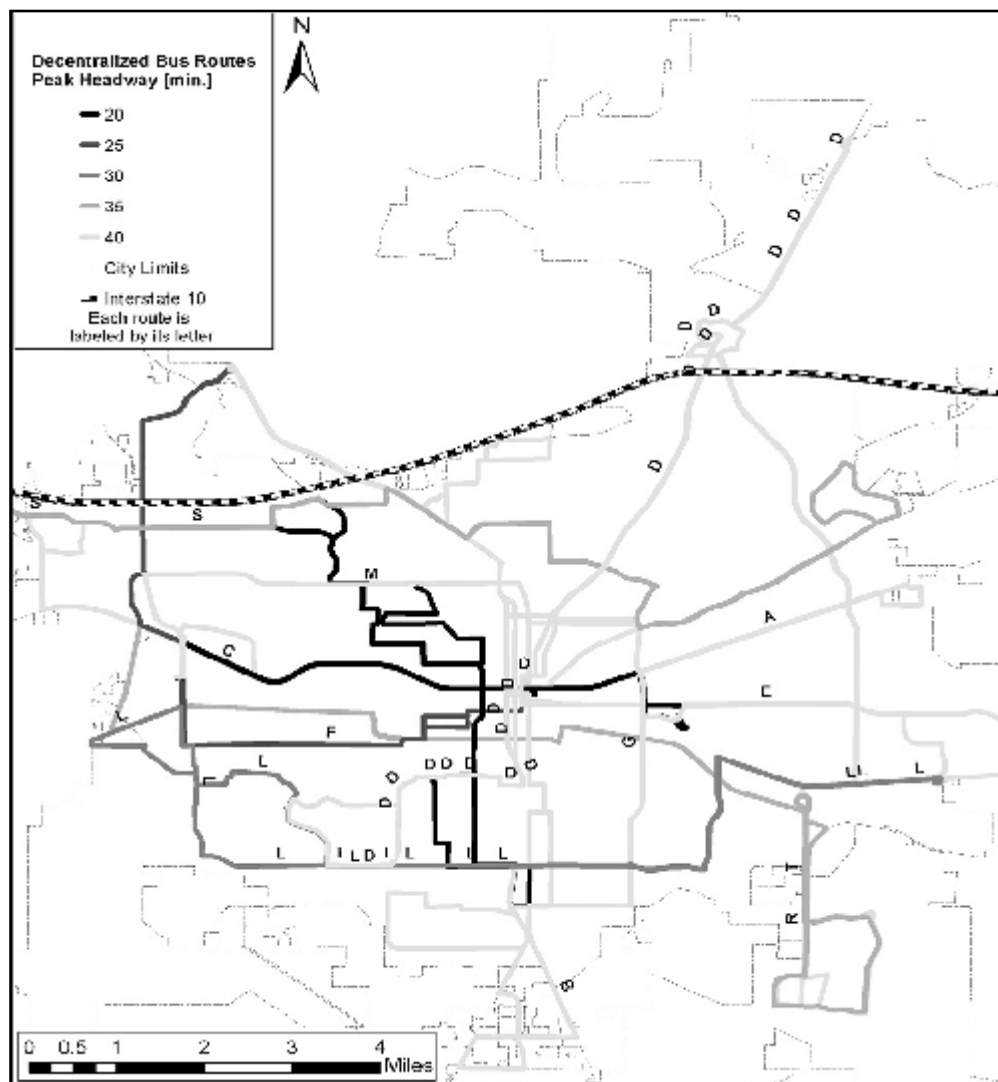 N
Decentralized Bus Routes
Peak Headway [min.]
20
25
30
35
40
City Limits
Interstate 10
Each route is
labeled by its letter
D
D
D
D
D
D
D
D
S
S
M
A
C
D
D
E
D
L
F
D
G
L
D D D
D
D
L L
L
D
D
L
L L D L L L L
T
R
B
0 0.5 1 2 3 4
Miles